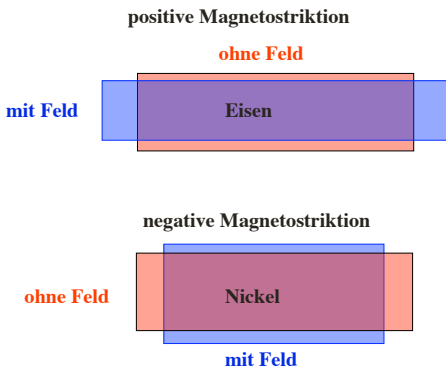 positive Magnetostriktion
ohne Feld
mit Feld
Eisen
negative Magnetostriktion
ohne Feld
Nickel
mit Feld